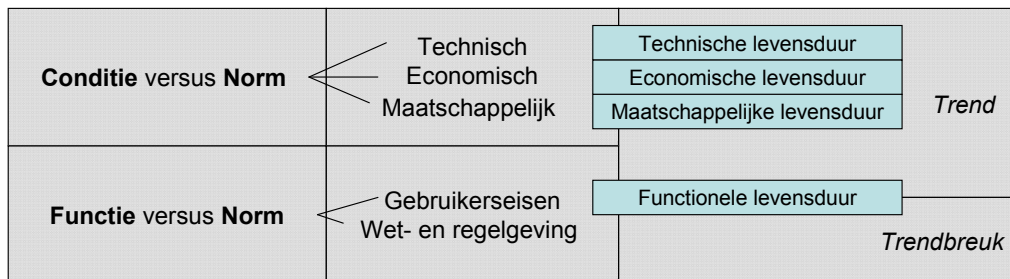 Conditie versus Norm
Technisch
Economisch
Maatschappelijk
Technische levensduur
Economische levensduur
Maatschappelijke levensduur
Trend
Functie versus Norm
Gebruikerseisen
Wet- en regelgeving
Functionele levensduur
Trendbreuk